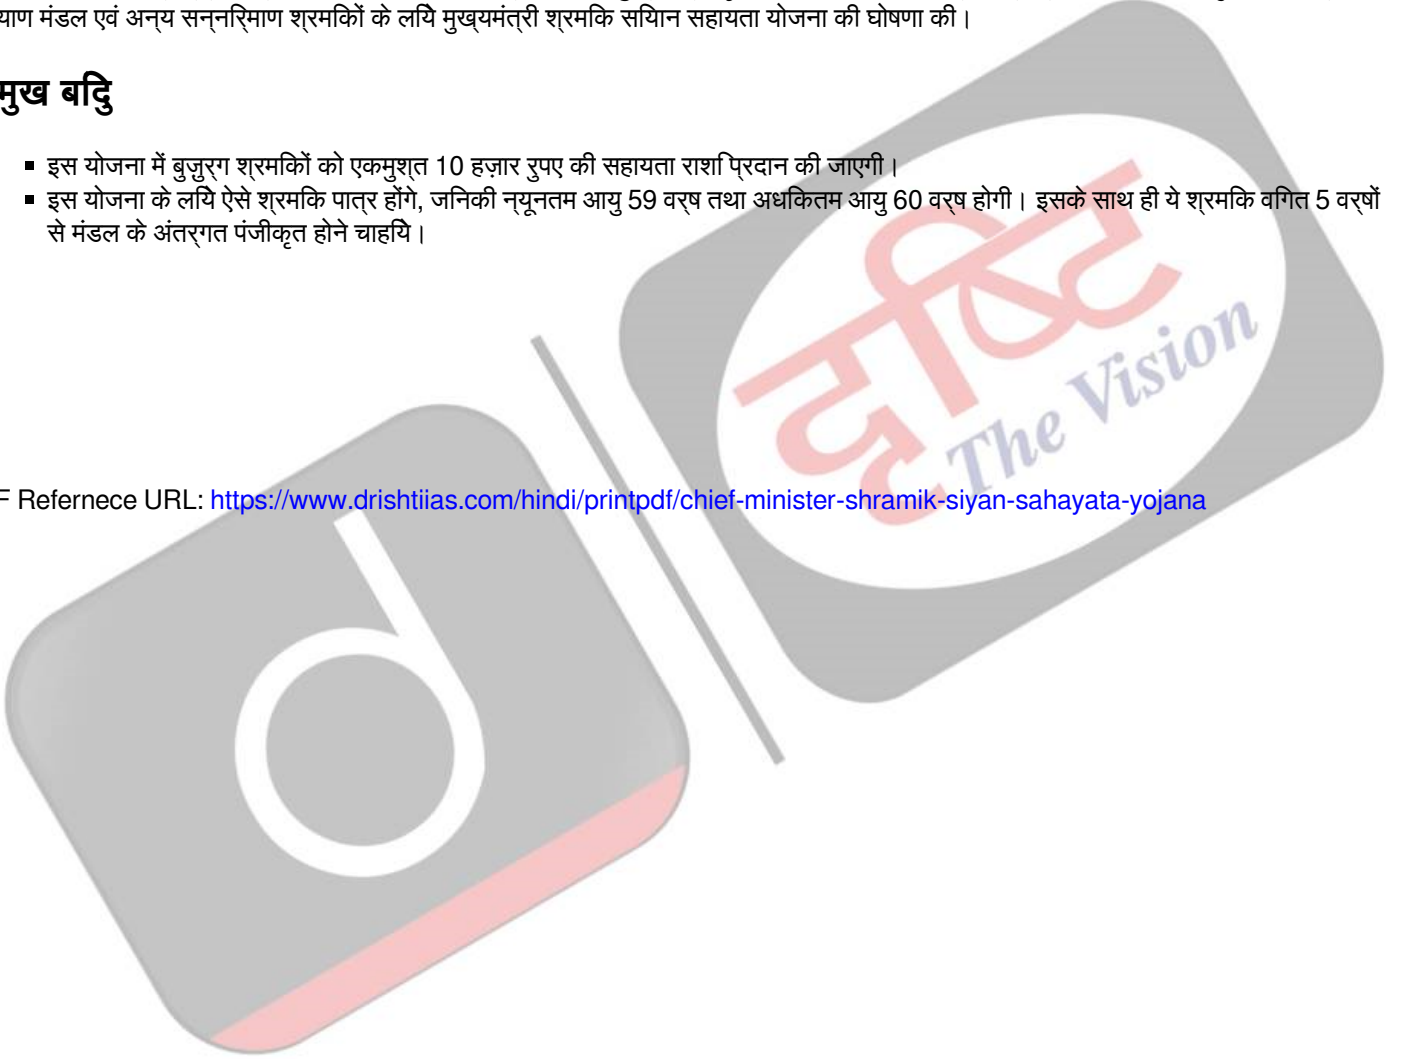 याण मंडल एवं अन्य सन्निर्माण श्रमिकों के लिये मुख्यमंत्री श्रमिक सियान सहायता योजना की घोषणा की।
मुख बिंदु
▪ इस योजना में बुज़ुर्ग श्रमिकों को एकमुश्त 10 हज़ार रुपए की सहायता राशि प्रदान की जाएगी।
▪ इस योजना के लिये ऐसे श्रमिक पात्र होंगे, जिनकी न्यूनतम आयु 59 वर्ष तथा अधिकतम आयु 60 वर्ष होगी। इसके साथ ही ये श्रमिक विगत 5 वर्षों
से मंडल के अंतर्गत पंजीकृत होने चाहिये।
दृष्टि
The Vision
F Refernece URL: https://www.drishtiias.com/hindi/printpdf/chief-minister-shramik-siyan-sahayata-yojana
d